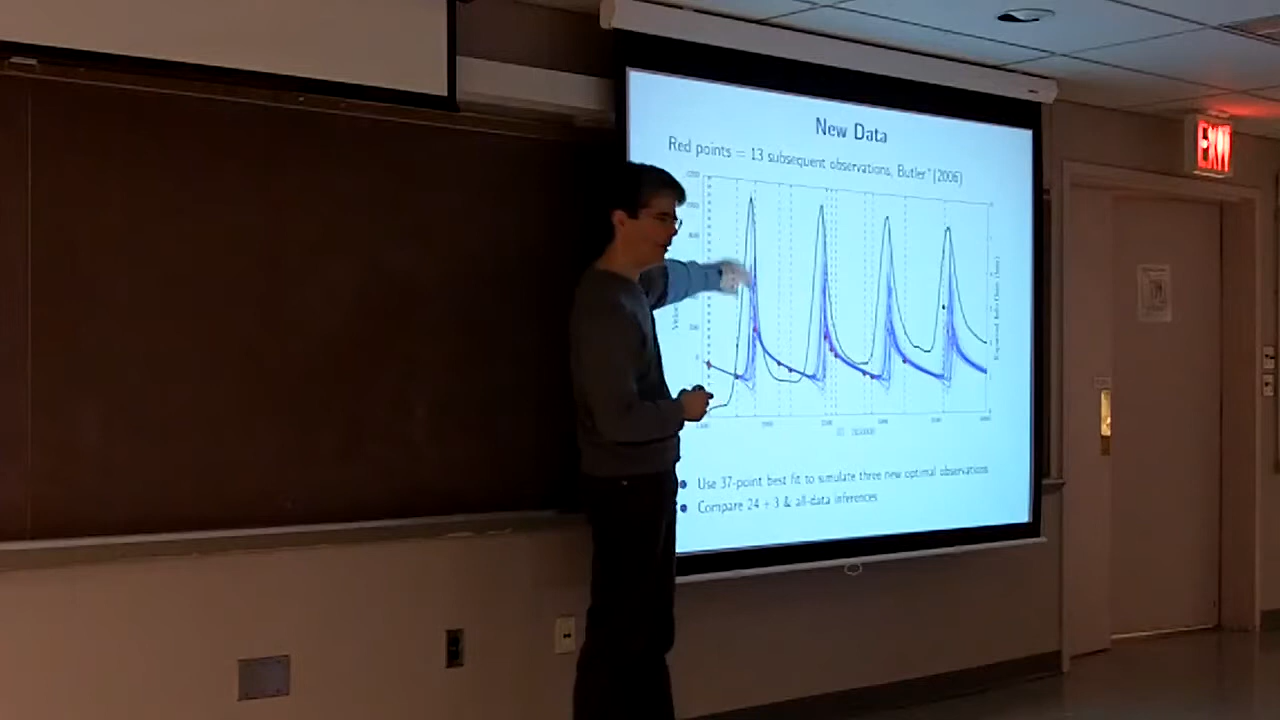 New Data
Red points = 13 subsequent observations, Butler+(2006)
EXIT
Use 37-point best fit to simulate three new optimal observations
Compare 24 + 3 & all-data inferences